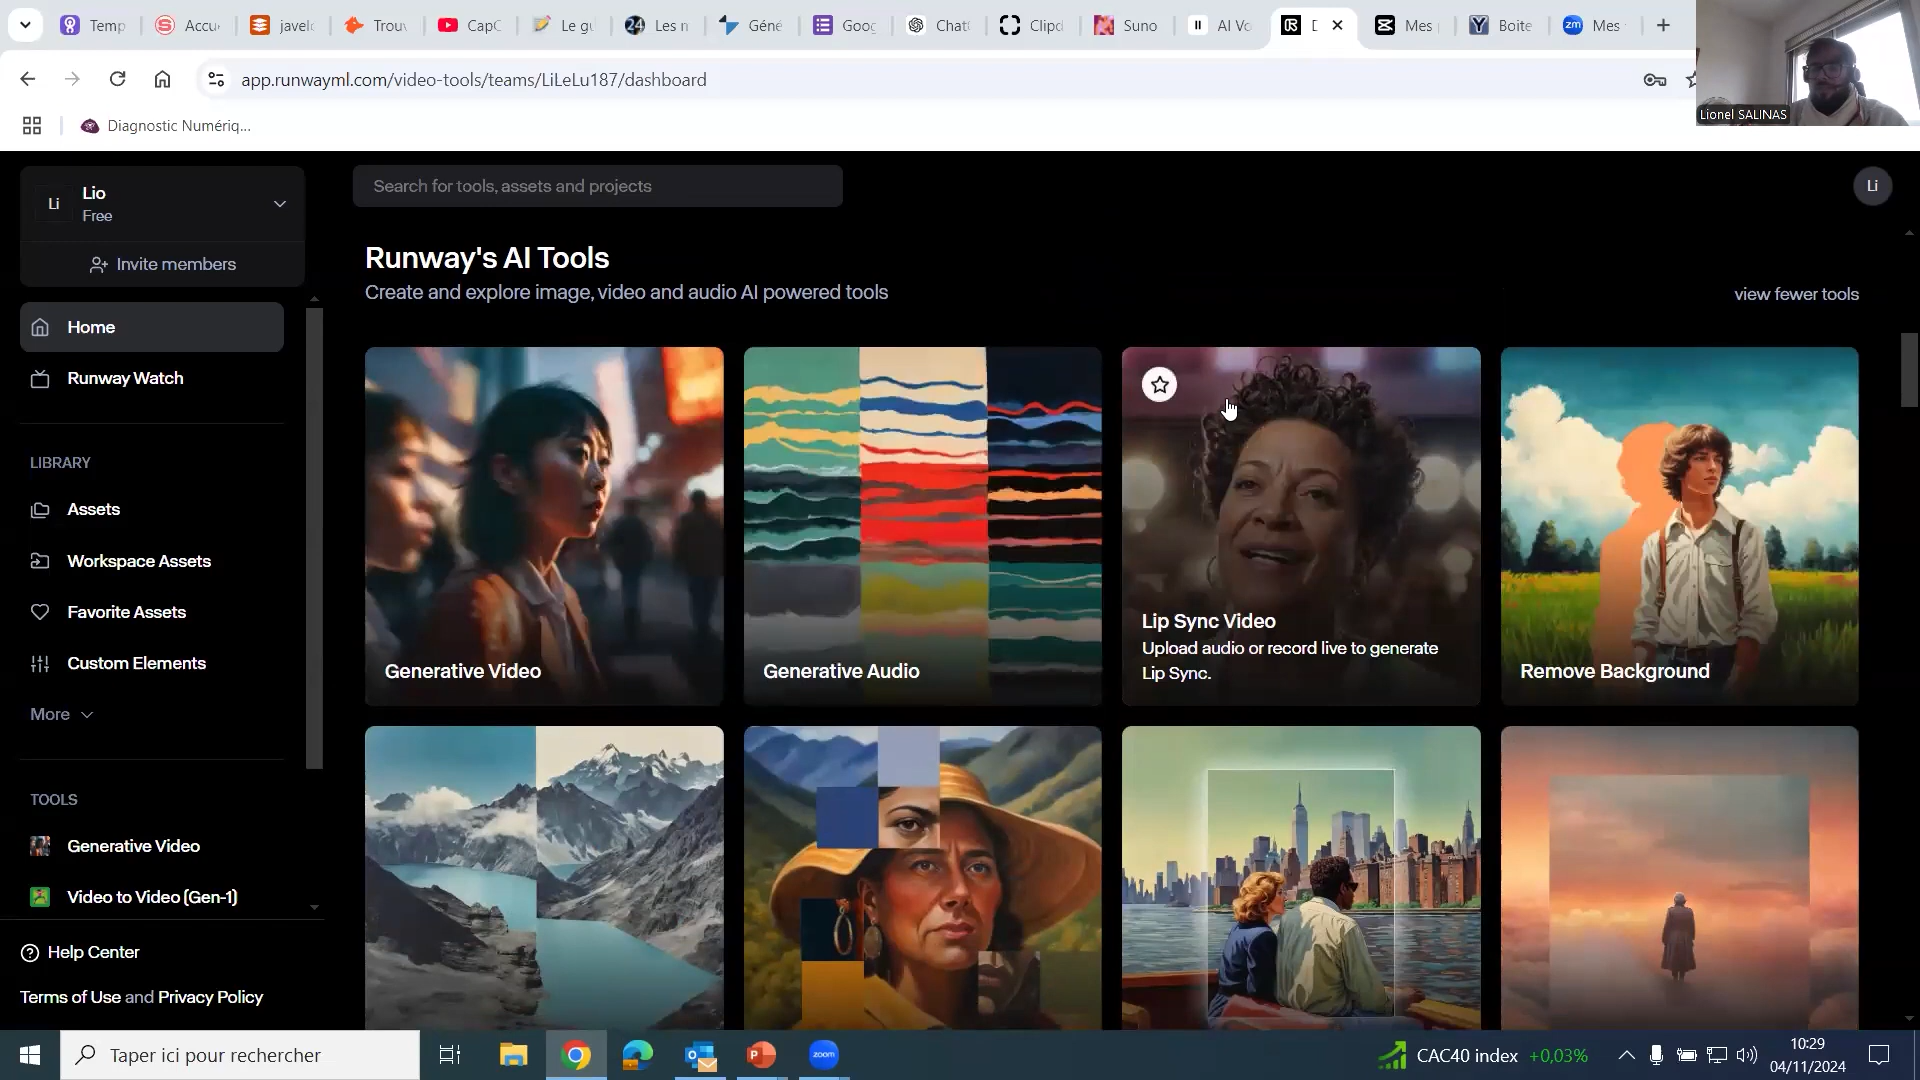 Temp
Accu
javelo
Trouv
CapC
Le gu
24
Les n
Géné
Goog
ChatG
Clipd
Suno
AI Vo
Mes
Boite
zm
Mes
app.runwayml.com/video-tools/teams/LiLeLu187/dashboard
Diagnostic Numériq...
Lionel SALINAS
Li
Lio
Free
Invite members
Search for tools, assets and projects
Li
Home
Runway Watch
LIBRARY
Assets
Workspace Assets
Favorite Assets
Custom Elements
More
TOOLS
Generative Video
Video to Video (Gen-1)
Help Center
Terms of Use and Privacy Policy
Runway's AI Tools
Create and explore image, video and audio AI powered tools
view fewer tools
Generative Video
Generative Audio
Lip Sync Video
Upload audio or record live to generate
Lip Sync.
Remove Background
Taper ici pour rechercher
zoom
CAC40 index +0,03%
10:29
04/11/2024